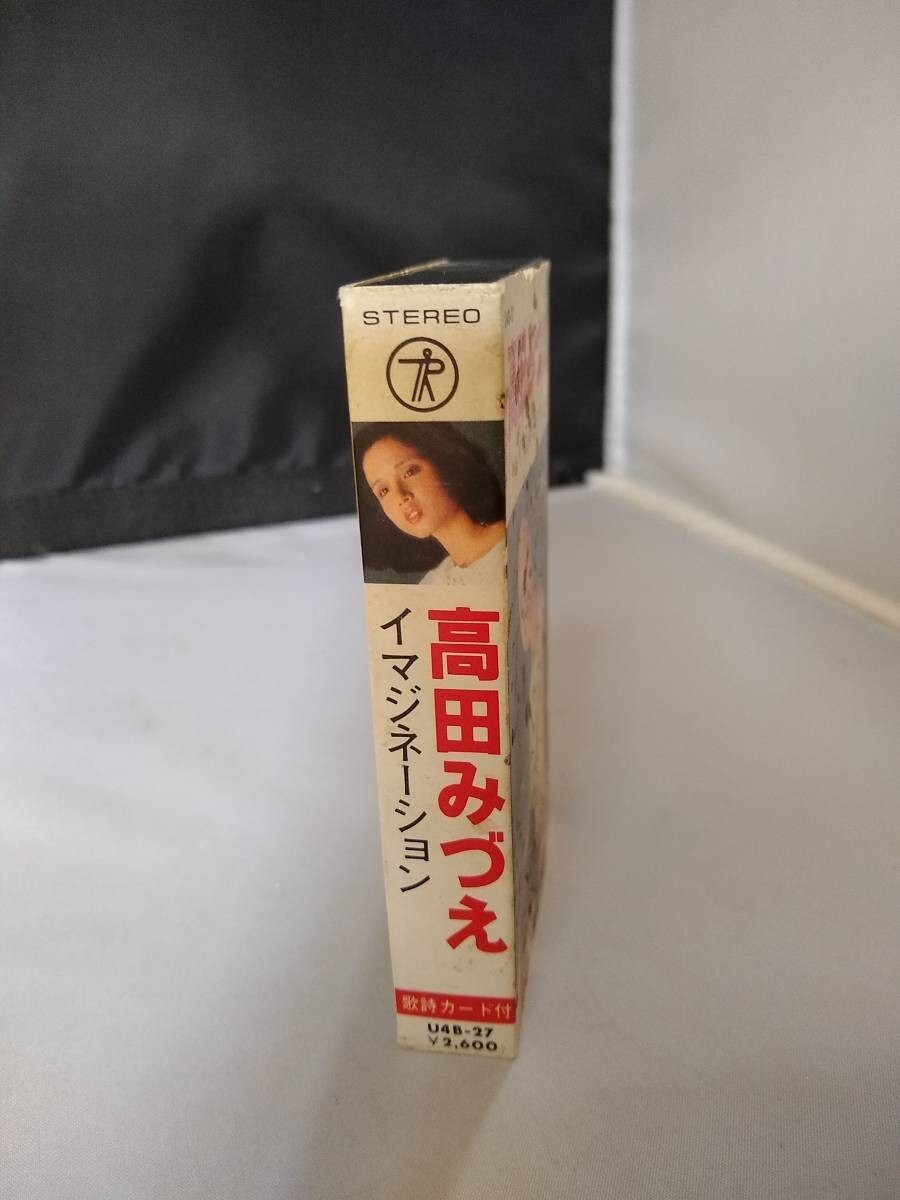 STEREO
高田みづえ
イマジネーション
歌詩カード付
U4B-27
¥2,600